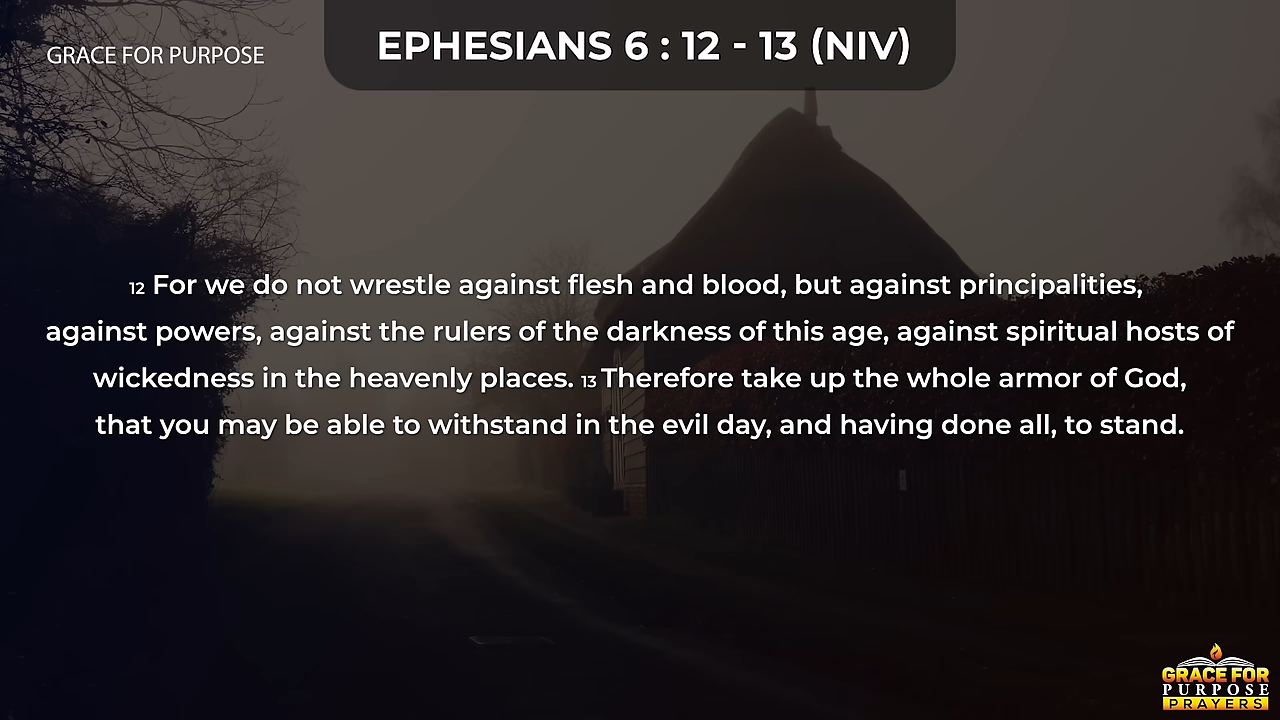 GRACE FOR PURPOSE
EPHESIANS 6 : 12 - 13 (NIV)
12 For we do not wrestle against flesh and blood, but against principalities,
against powers, against the rulers of the darkness of this age, against spiritual hosts of
wickedness in the heavenly places. 13 Therefore take up the whole armor of God,
that you may be able to withstand in the evil day, and having done all, to stand.
GRACE FOR
PURPOSE
PRAYERS